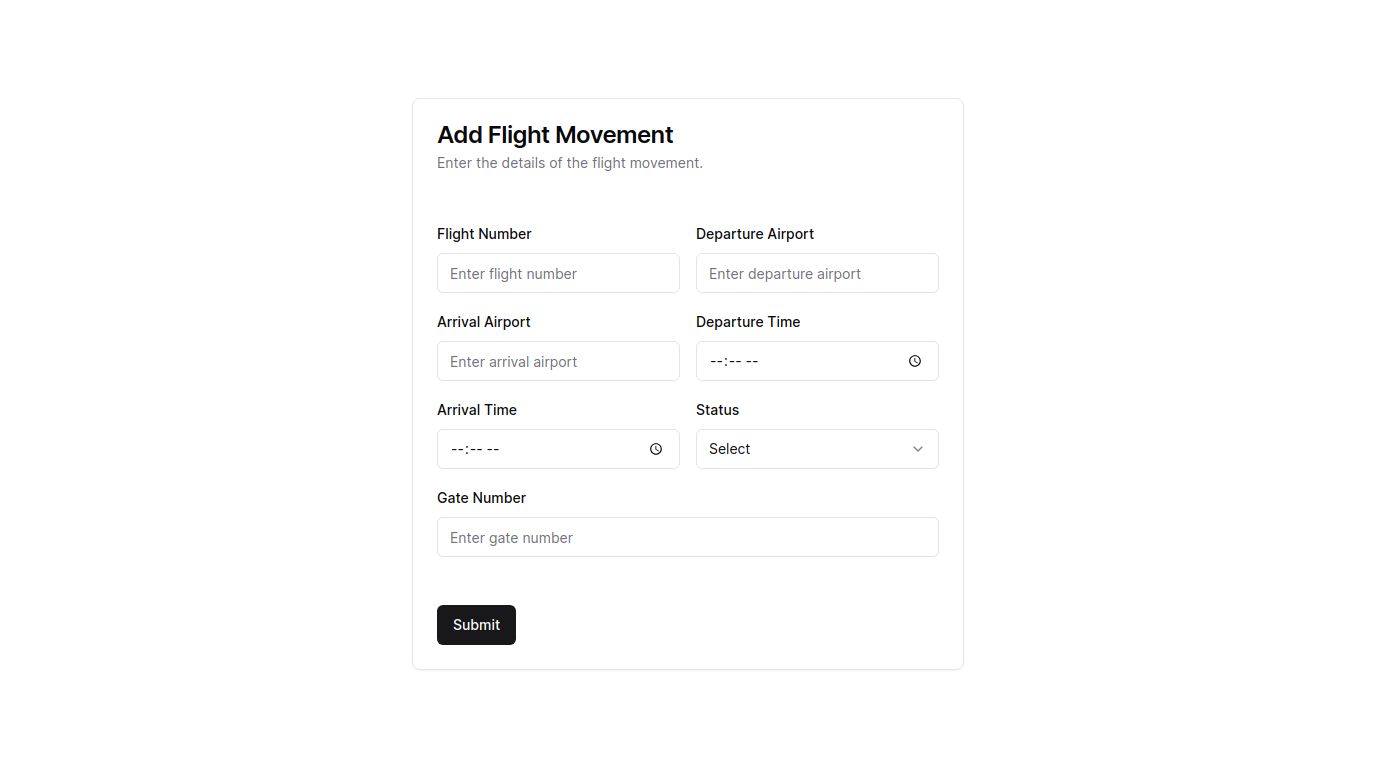 Add Flight Movement
Enter the details of the flight movement.
Flight Number
Enter flight number
Departure Airport
Enter departure airport
Arrival Airport
Enter arrival airport
Departure Time
--:-- --
Arrival Time
--:-- --
Status
Select
Gate Number
Enter gate number
Submit